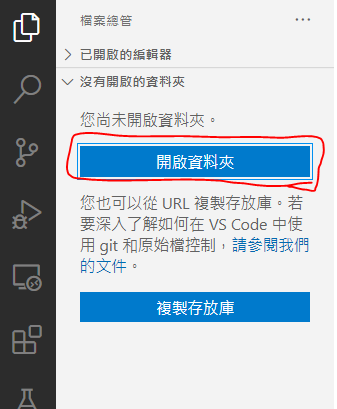 檔案總管
已開啟的編輯器
沒有開啟的資料夾
您尚未開啟資料夾。
開啟資料夾
您也可以從 URL 複製存放庫。若
要深入了解如何在 VS Code 中使
用 git 和原始檔控制，請參閱我們
的文件。
複製存放庫